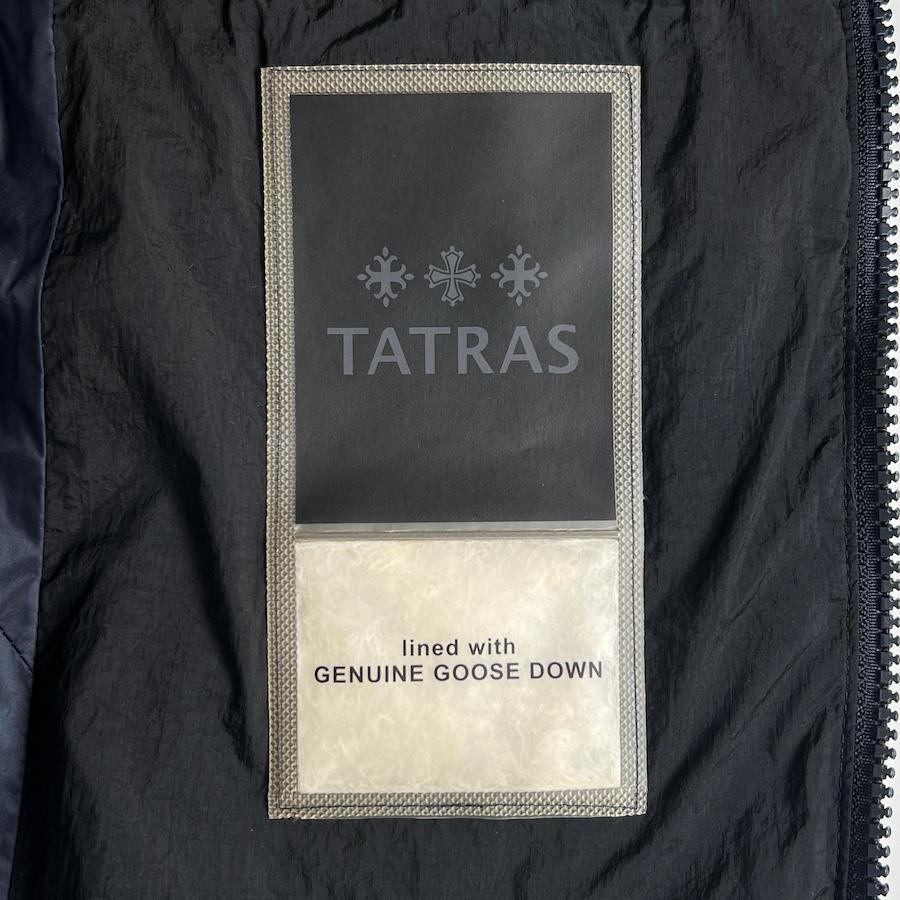 TATRAS
lined with
GENUINE GOOSE DOWN